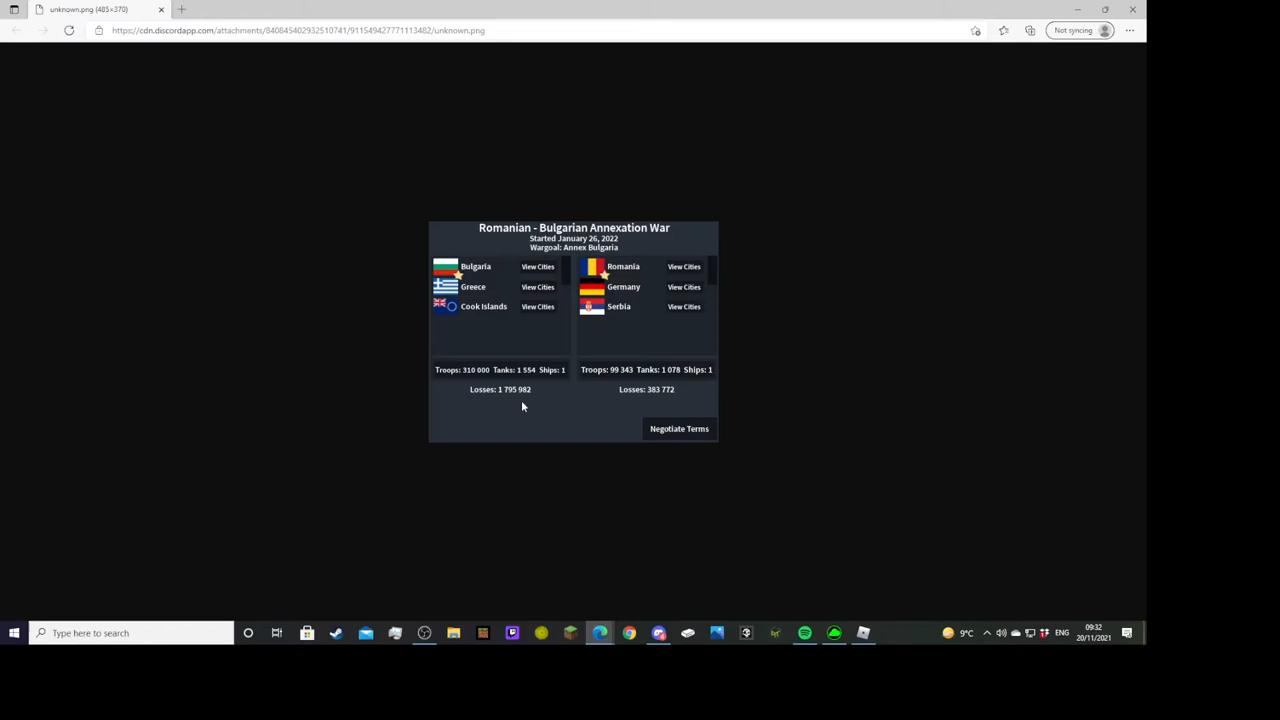 unknown.png (485×370)
https://cdn.discordapp.com/attachments/840845402932510741/911549427771113482/unknown.png
Not syncing
Romanian - Bulgarian Annexation War
Started January 26, 2022
Wargoal: Annex Bulgaria
Bulgaria View Cities Romania View Cities
Greece View Cities Germany View Cities
Cook Islands View Cities Serbia View Cities
Troops: 310 000 Tanks: 1 554 Ships: 1 Troops: 99 343 Tanks: 1 078 Ships: 1
Losses: 1 795 982 Losses: 383 772
Negotiate Terms
Type here to search
9°C
ENG
09:32
20/11/2021